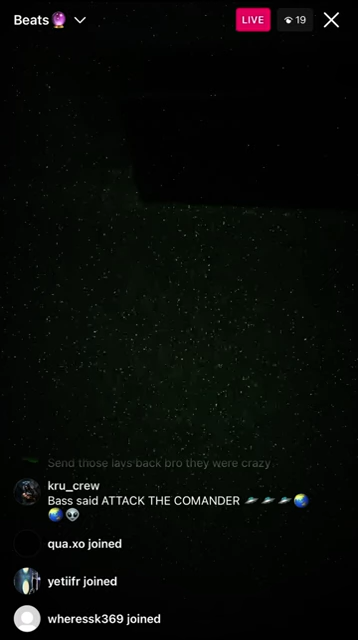 Beats🔮
LIVE
19
Send those lays back bro they were crazy
kru_crew
Bass said ATTACK THE COMANDER 🛸🛸🛸🌏
🌏👽
qua.xo joined
yetiifr joined
wheressk369 joined